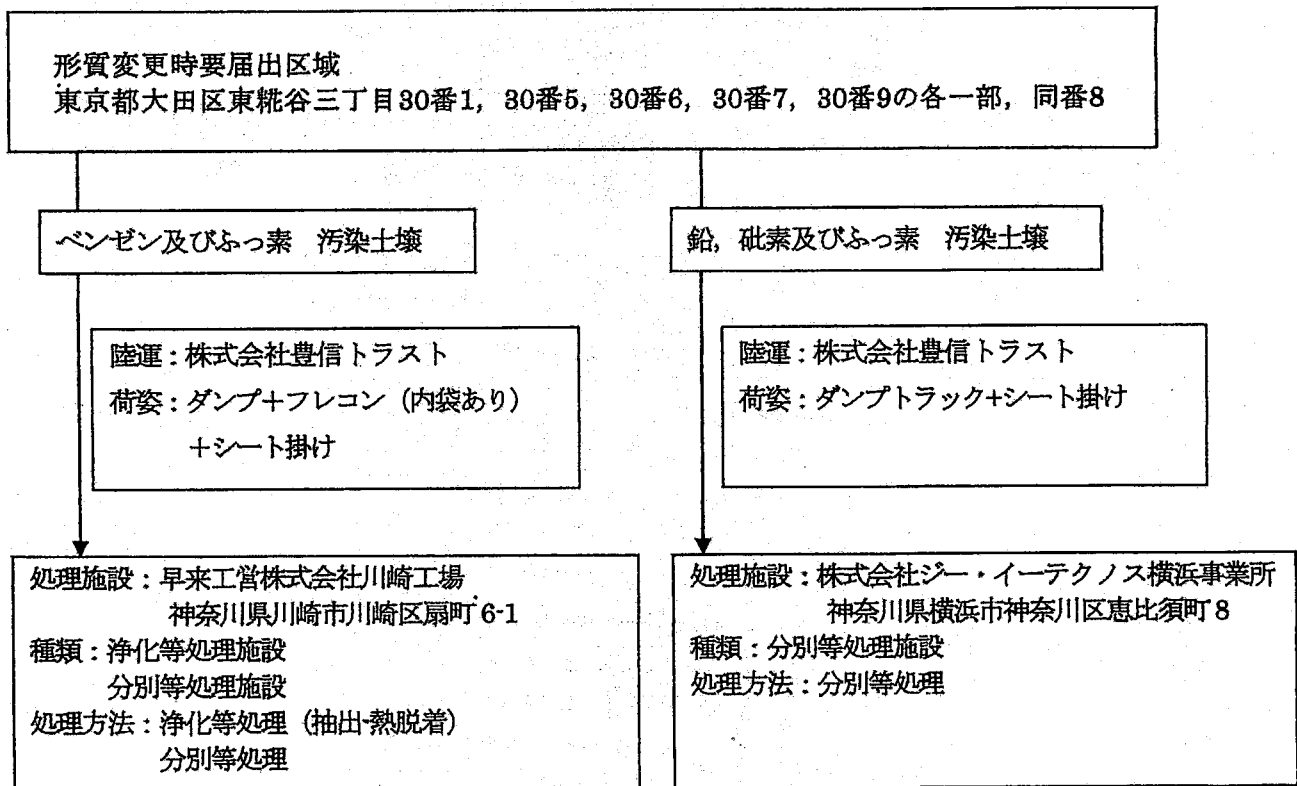 形質変更時要届出区域
東京都大田区東糀谷三丁目30番1，30番5，30番6，30番7，30番9の各一部，同番8
ベンゼン及びふっ素　汚染土壌
鉛，砒素及びふっ素　汚染土壌
陸運：株式会社豊信トラスト
荷姿：ダンプ＋フレコン（内袋あり）
＋シート掛け
陸運：株式会社豊信トラスト
荷姿：ダンプトラック+シート掛け
処理施設：早来工営株式会社川崎工場
神奈川県川崎市川崎区扇町6-1
種類：浄化等処理施設
分別等処理施設
処理方法：浄化等処理（抽出-熱脱着）
分別等処理
処理施設：株式会社ジー・イーテクノス横浜事業所
神奈川県横浜市神奈川区恵比須町8
種類：分別等処理施設
処理方法：分別等処理